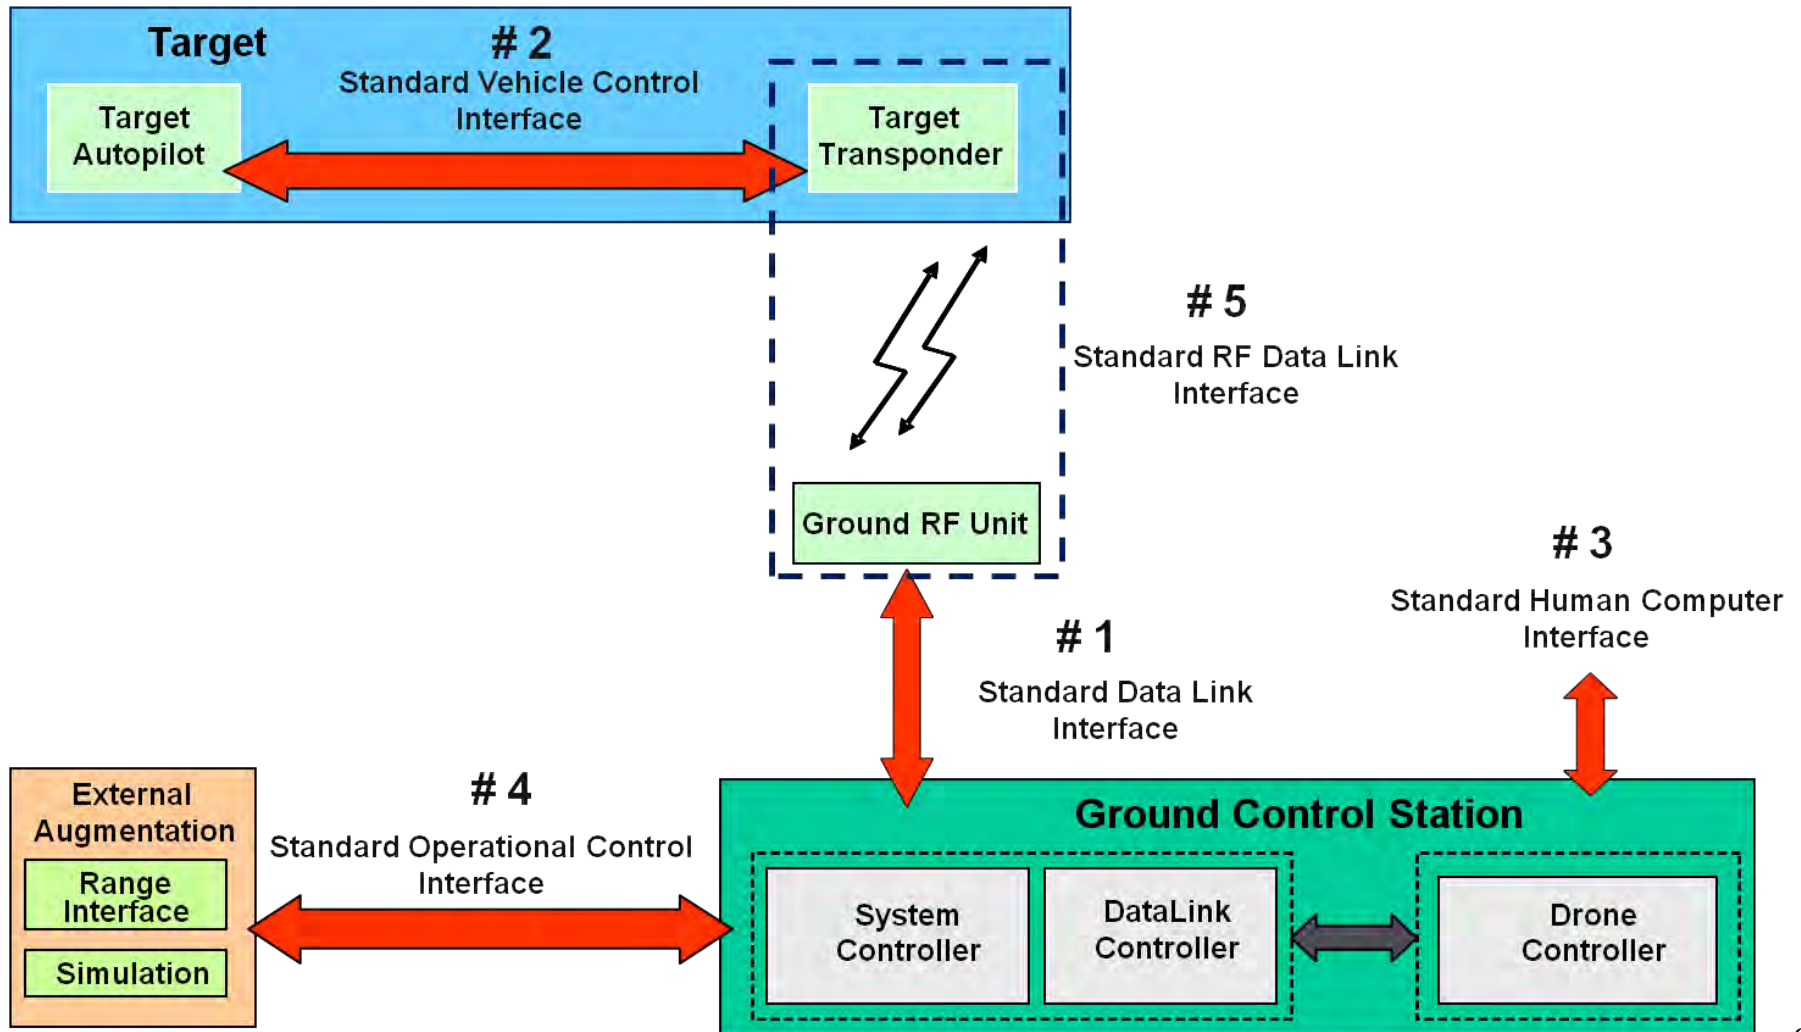 Target
# 2
Standard Vehicle Control
Interface
Target
Autopilot
Target
Transponder
# 5
Standard RF Data Link
Interface
Ground RF Unit
# 3
Standard Human Computer
Interface
# 1
Standard Data Link
Interface
External
Augmentation
Range
Interface
Simulation
# 4
Standard Operational Control
Interface
Ground Control Station
System
Controller
DataLink
Controller
Drone
Controller